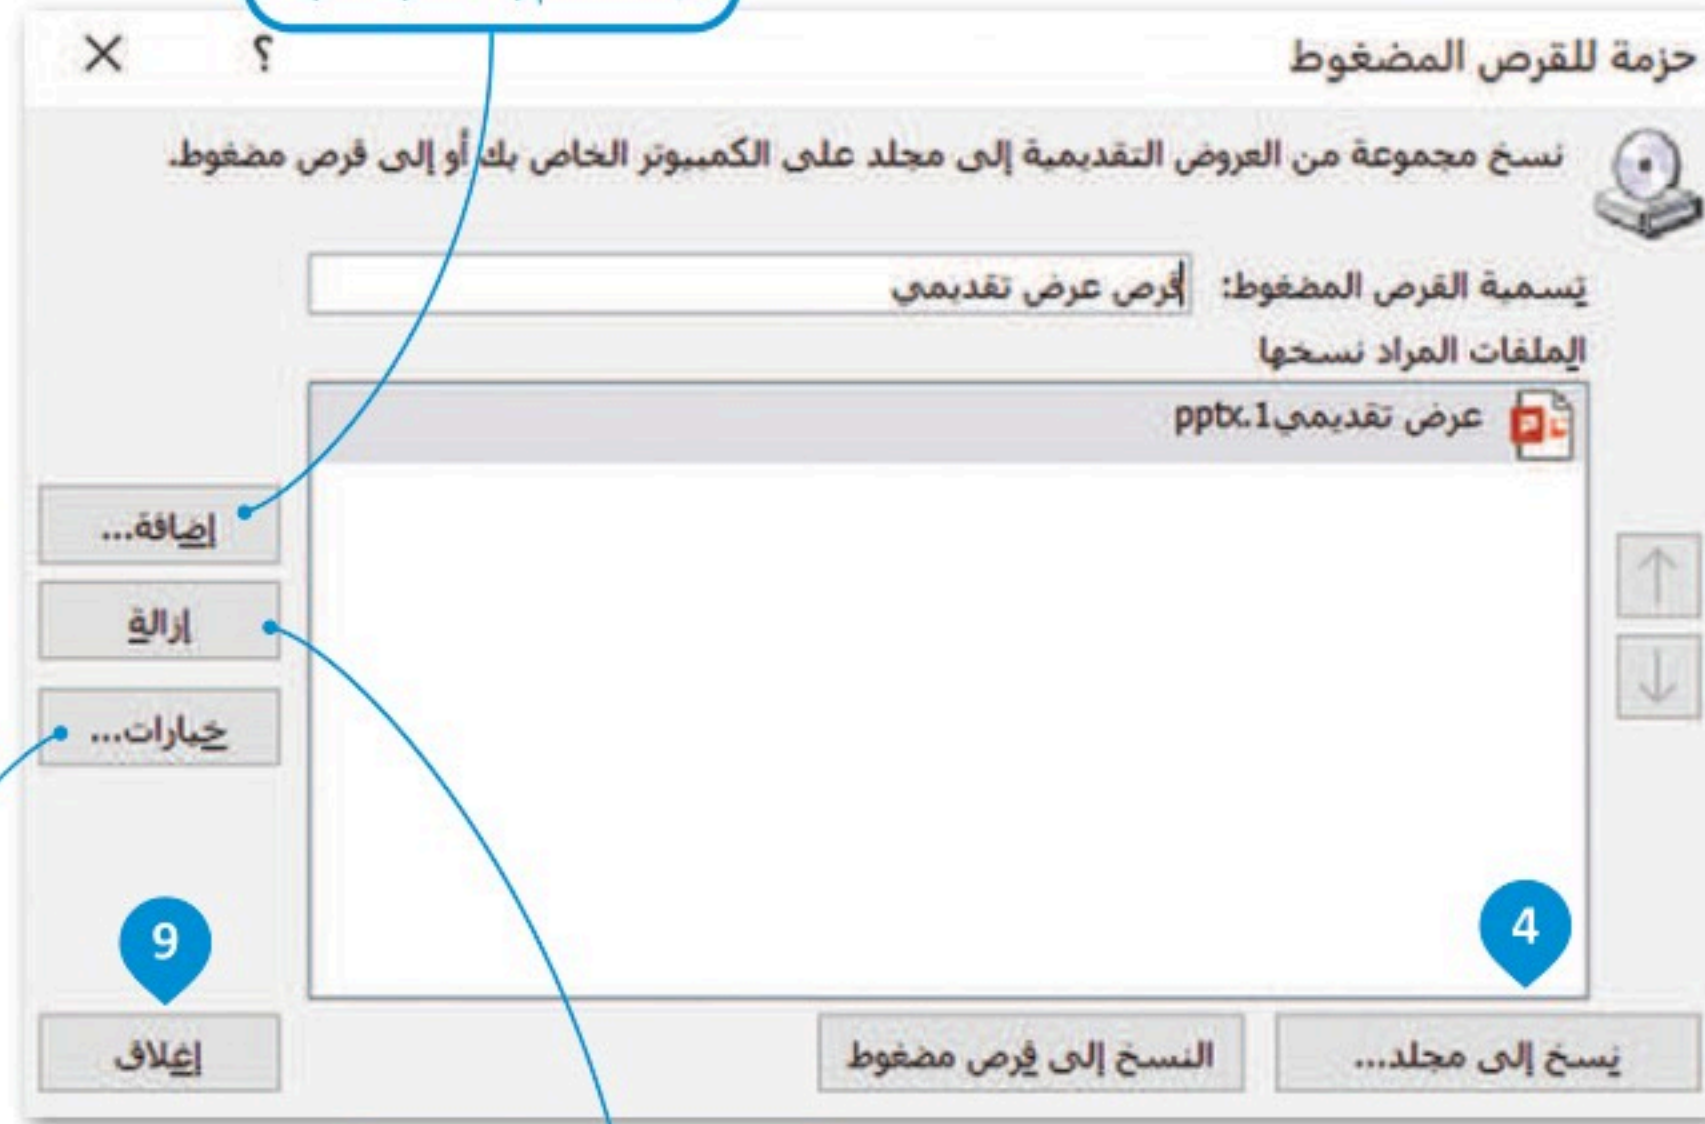 حزمة للقرص المضغوط ؟
نسخ مجموعة من العروض التقديمية إلى مجلد على الكمبيوتر الخاص بك أو إلى قرص مضغوط.
تسمية القرص المضغوط: قرص عرض تقديمي
الملفات المراد نسخها
عرض تقديمي1.pptx
إضافة...
إزالة
خيارات...
4
9
نسخ إلى مجلد...
النسخ إلى قرص مضغوط
إغلاق